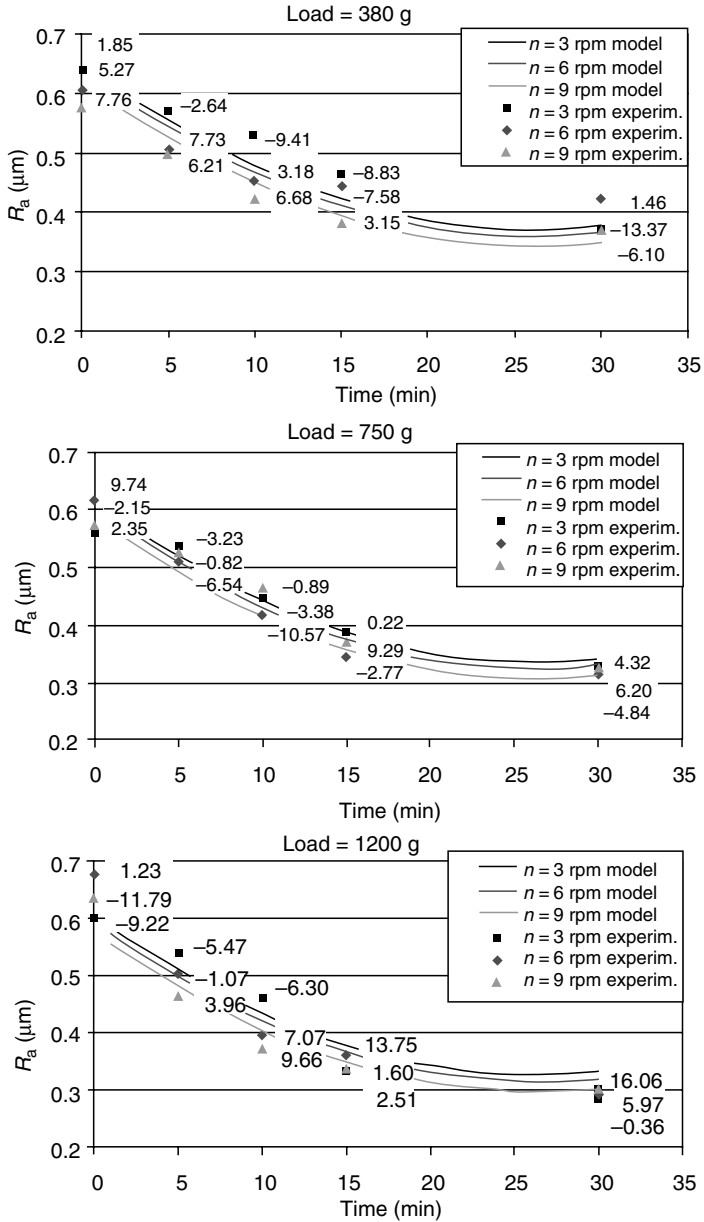 Load = 380 g
0.7
0.6
0.5
0.4
0.3
0.2
Rₐ (μm)
1.85
5.27
7.76
−2.64
7.73
6.21
−9.41
3.18
6.68
−8.83
−7.58
3.15
1.46
−13.37
−6.10
n = 3 rpm model
n = 6 rpm model
n = 9 rpm model
n = 3 rpm experim.
n = 6 rpm experim.
n = 9 rpm experim.
0 5 10 15 20 25 30 35
Time (min)
Load = 750 g
0.7
0.6
0.5
0.4
0.3
0.2
Rₐ (μm)
9.74
−2.15
2.35
−3.23
−0.82
−6.54
−0.89
−3.38
−10.57
0.22
9.29
−2.77
4.32
6.20
−4.84
n = 3 rpm model
n = 6 rpm model
n = 9 rpm model
n = 3 rpm experim.
n = 6 rpm experim.
n = 9 rpm experim.
0 5 10 15 20 25 30 35
Time (min)
Load = 1200 g
0.7
0.6
0.5
0.4
0.3
0.2
Rₐ (μm)
1.23
−11.79
−9.22
−5.47
−1.07
3.96
−6.30
7.07
9.66
13.75
1.60
2.51
16.06
5.97
−0.36
n = 3 rpm model
n = 6 rpm model
n = 9 rpm model
n = 3 rpm experim.
n = 6 rpm experim.
n = 9 rpm experim.
0 5 10 15 20 25 30 35
Time (min)